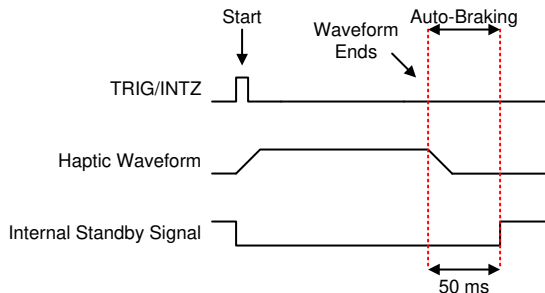 Start
Auto-Braking
Waveform
Ends
TRIG/INTZ
Haptic Waveform
Internal Standby Signal
50 ms